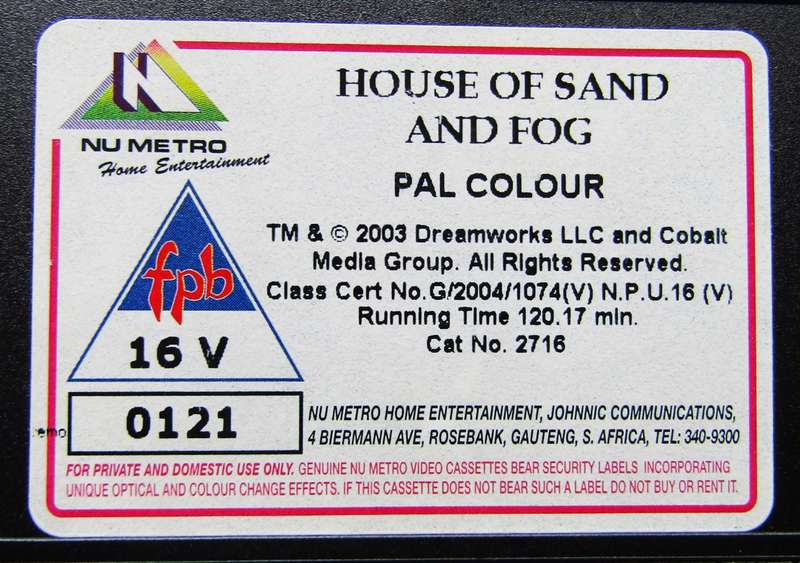 NU METRO
Home Entertainment
HOUSE OF SAND
AND FOG
PAL COLOUR
TM & © 2003 Dreamworks LLC and Cobalt
Media Group. All Rights Reserved.
Class Cert No.G/2004/1074(V) N.P.U.16 (V)
Running Time 120.17 min.
Cat No. 2716
fpb
16 V
0121
NU METRO HOME ENTERTAINMENT, JOHNNIC COMMUNICATIONS,
4 BIERMANN AVE, ROSEBANK, GAUTENG, S. AFRICA, TEL: 340-9300
FOR PRIVATE AND DOMESTIC USE ONLY. GENUINE NU METRO VIDEO CASSETTES BEAR SECURITY LABELS INCORPORATING
UNIQUE OPTICAL AND COLOUR CHANGE EFFECTS. IF THIS CASSETTE DOES NOT BEAR SUCH A LABEL DO NOT BUY OR RENT IT.